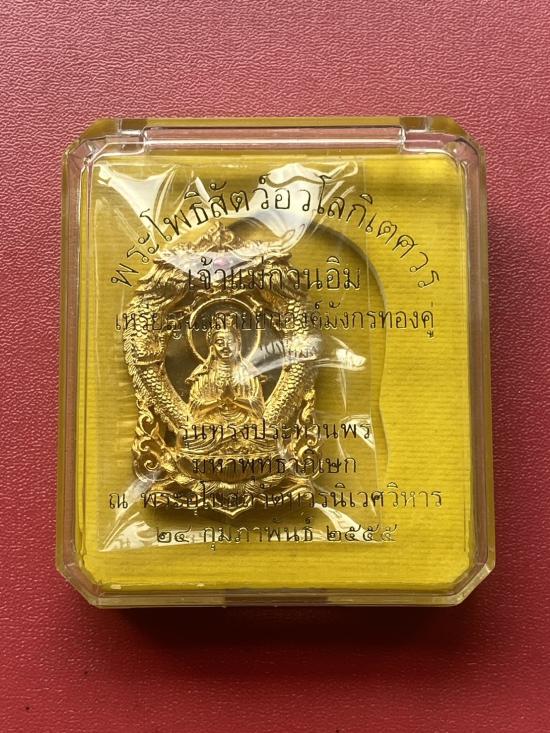 พระโพธิสัตว์อวโลกิเตศวร
เจ้าแม่กวนอิม
เหรียญฉลุลายยกองค์มังกรทองคู่
รุ่นทรงประทานพร
มหาพุทธาภิเษก
ณ พระอุโบสถวัดบวรนิเวศวิหาร
๒๔ กุมภาพันธ์ ๒๕๕๕